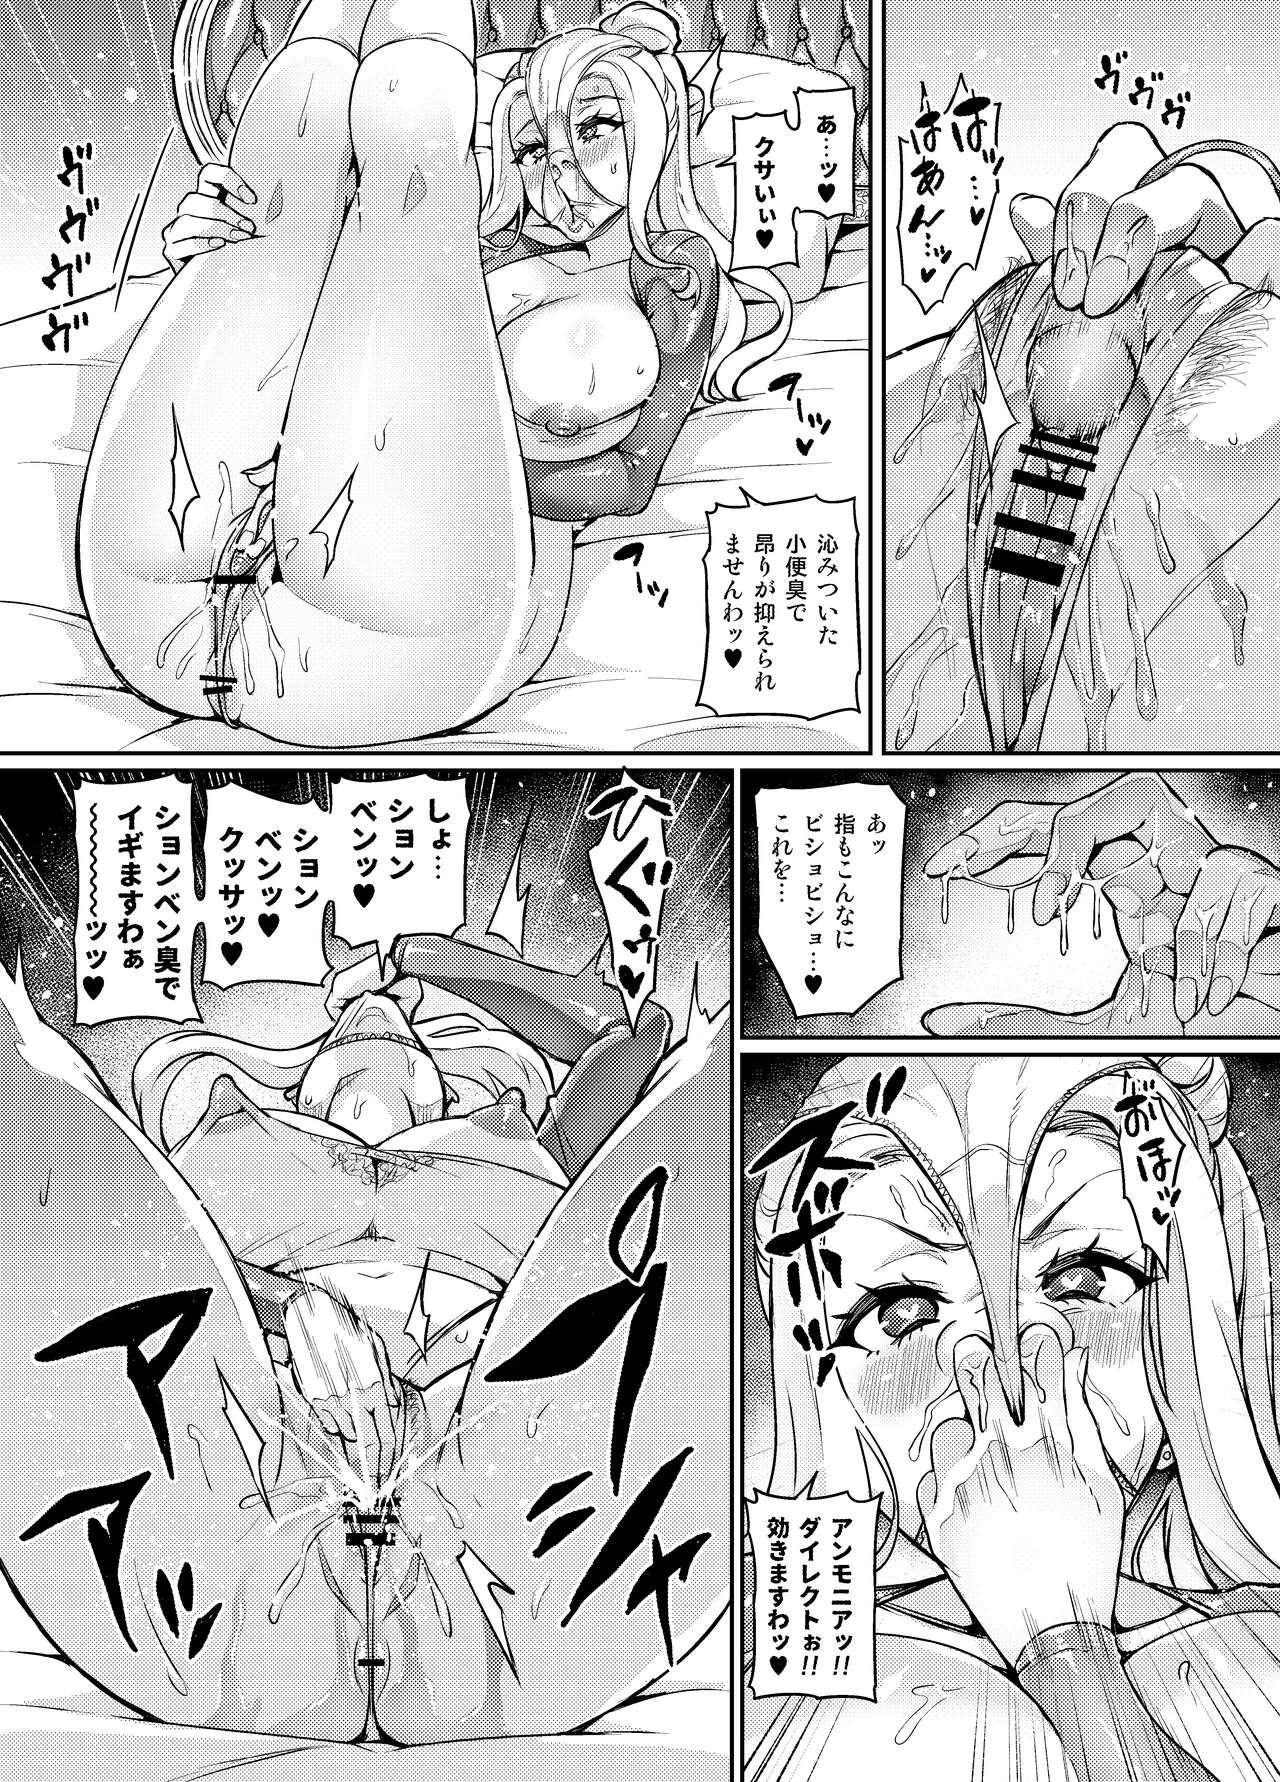 ヴヴヴヴ
はッ…♥
はあん…ッ♥
あ…ッ♥
クサいぃ♥
ヴヴヴヴ
沁みついた
小便臭で
昂りが抑えられ
ませんわッ♥
あッ
指もこんなに
ビショビショ…♥
これを…
おほッ♥
ズボッ
アンモニアッ!!
ダイレクトぉ!!
効きますわッ♥
ひぐぅ♥
しょ…
ションベンッ♥
ションベンッ♥
クッサッ♥
ションベン臭で
イギますわぁ
～～～ッッ♥
プシャ
アアアッ